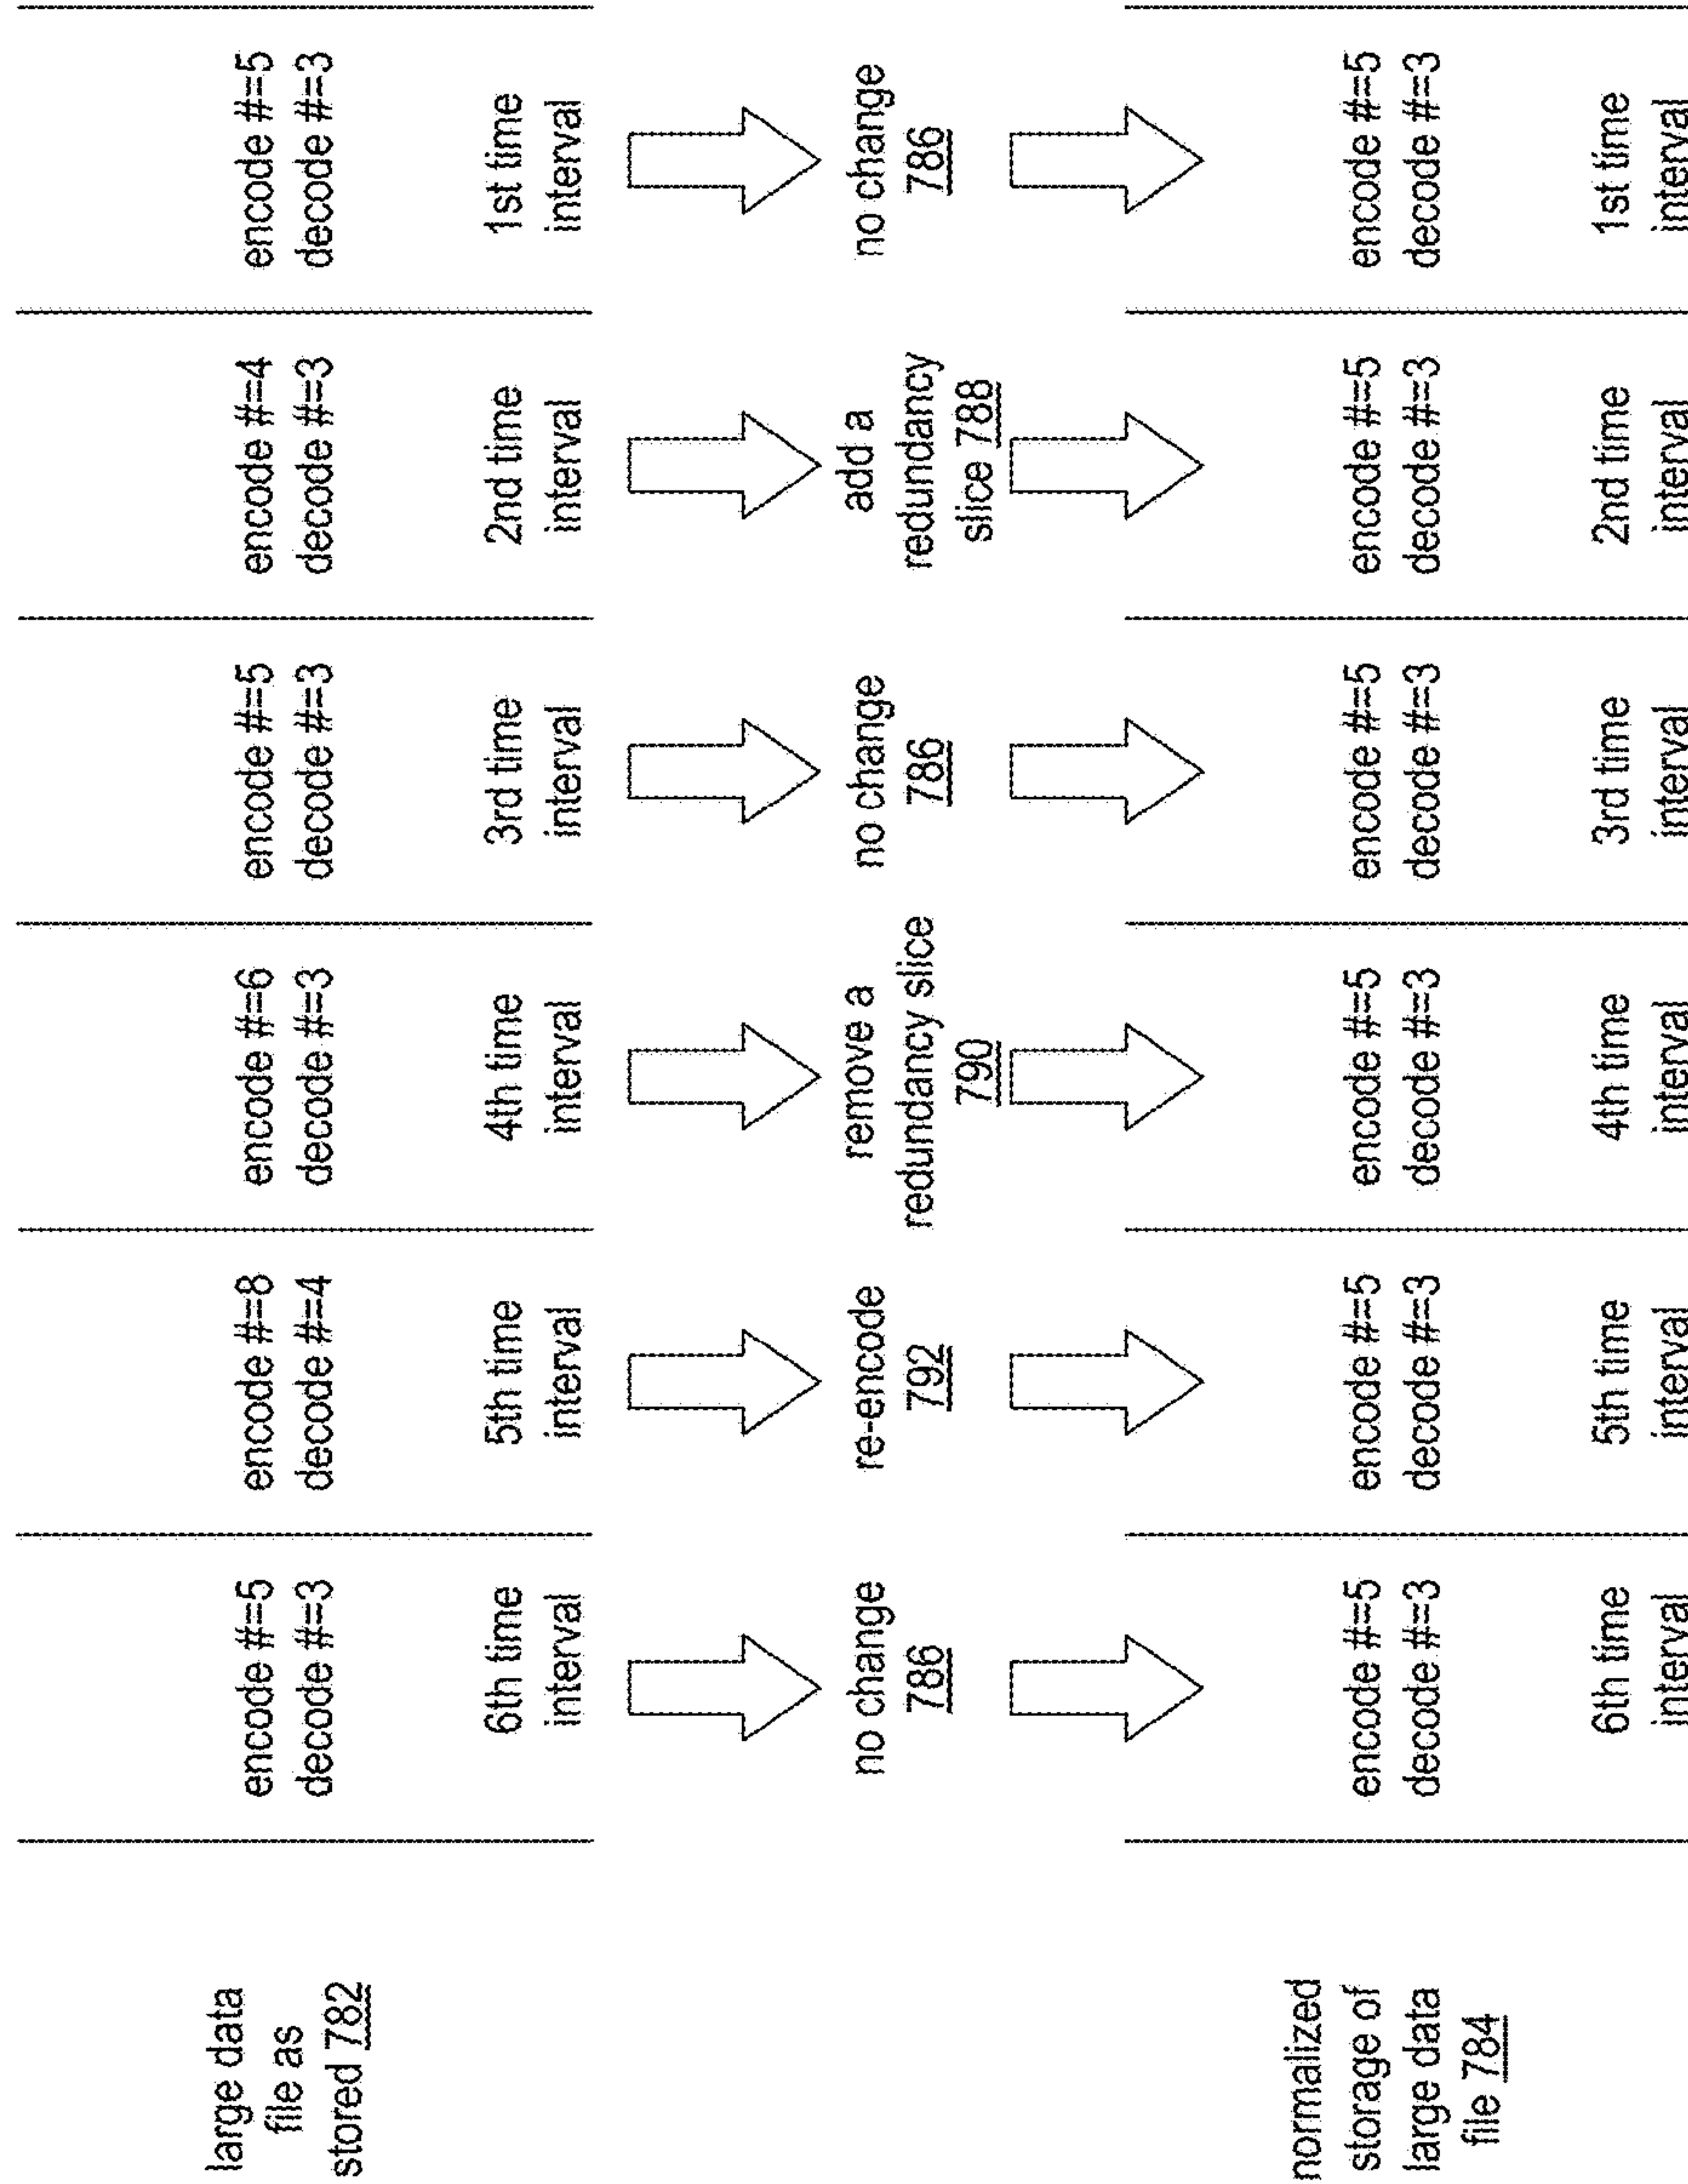 large data
file as
stored 782
encode #=5
decode #=3
6th time
interval
encode #=8
decode #=4
5th time
interval
encode #=6
decode #=3
4th time
interval
encode #=5
decode #=3
3rd time
interval
encode #=4
decode #=3
2nd time
interval
encode #=5
decode #=3
1st time
interval
no change
786
re-encode
792
remove a
redundancy slice
790
no change
786
add a
redundancy
slice 788
no change
786
normalized
storage of
large data
file 784
encode #=5
decode #=3
6th time
interval
encode #=5
decode #=3
5th time
interval
encode #=5
decode #=3
4th time
interval
encode #=5
decode #=3
3rd time
interval
encode #=5
decode #=3
2nd time
interval
encode #=5
decode #=3
1st time
interval